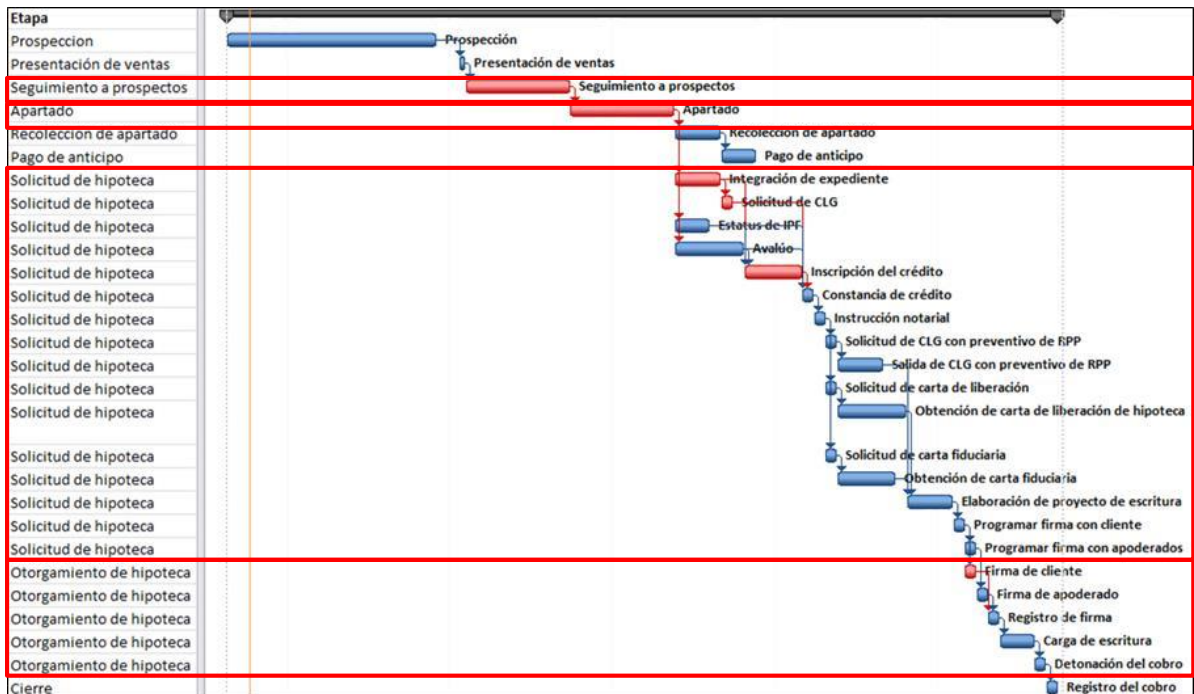 Etapa
Prospeccion Prospección
Presentación de ventas Presentación de ventas
Seguimiento a prospectos Seguimiento a prospectos
Apartado Apartado
Recoleccion de apartado Recoleccion de apartado
Pago de anticipo Pago de anticipo
Solicitud de hipoteca Integración de expediente
Solicitud de hipoteca Solicitud de CLG
Solicitud de hipoteca Estatus de IPF
Solicitud de hipoteca Avalúo
Solicitud de hipoteca Inscripción del crédito
Solicitud de hipoteca Constancia de crédito
Solicitud de hipoteca Instrucción notarial
Solicitud de hipoteca Solicitud de CLG con preventivo de RPP
Solicitud de hipoteca Salida de CLG con preventivo de RPP
Solicitud de hipoteca Solicitud de carta de liberación
Solicitud de hipoteca Obtención de carta de liberación de hipoteca
Solicitud de hipoteca Solicitud de carta fiduciaria
Solicitud de hipoteca Obtención de carta fiduciaria
Solicitud de hipoteca Elaboración de proyecto de escritura
Solicitud de hipoteca Programar firma con cliente
Solicitud de hipoteca Programar firma con apoderados
Otorgamiento de hipoteca Firma de cliente
Otorgamiento de hipoteca Firma de apoderado
Otorgamiento de hipoteca Registro de firma
Otorgamiento de hipoteca Carga de escritura
Otorgamiento de hipoteca Detonación del cobro
Cierre Registro del cobro